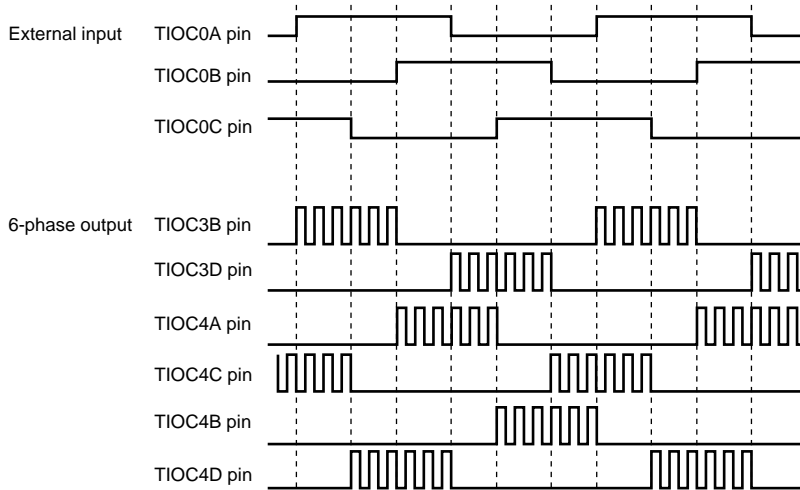 External input TIOC0A pin
TIOC0B pin
TIOC0C pin
6-phase output TIOC3B pin
TIOC3D pin
TIOC4A pin
TIOC4C pin
TIOC4B pin
TIOC4D pin